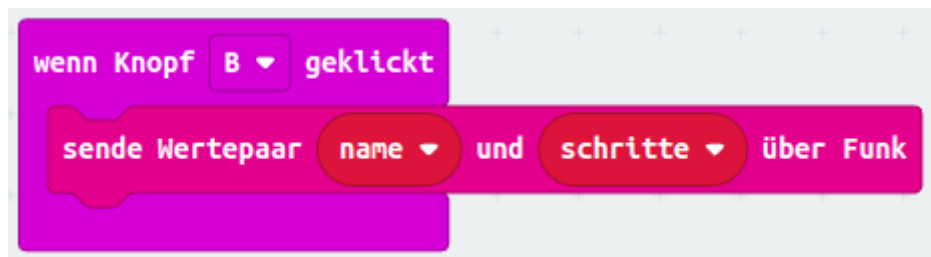 wenn Knopf B geklickt
sende Wertepaar name und schritte über Funk